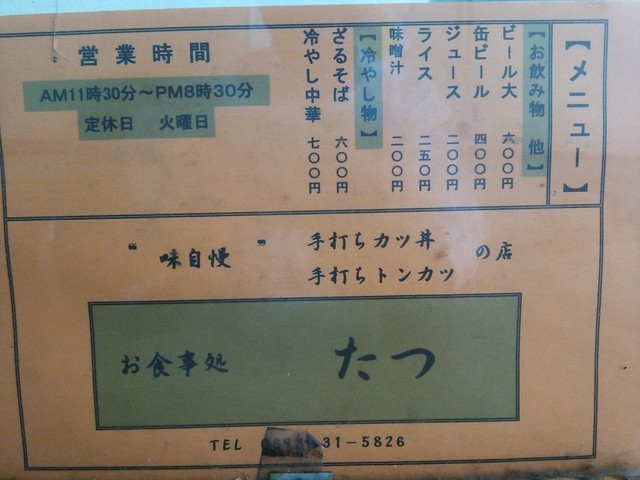 【メニュー】
【お飲み物 他】
ビール大 六〇〇円
缶ビール 四〇〇円
ジュース 二〇〇円
ライス 二五〇円
味噌汁 二〇〇円
【冷やし物】
ざるそば 六〇〇円
冷やし中華 七〇〇円
営業時間
AM11時30分～PM8時30分
定休日 火曜日
“味自慢” 手打ちカツ丼
手打ちトンカツ の店
お食事処 たつ
TEL 31-5826